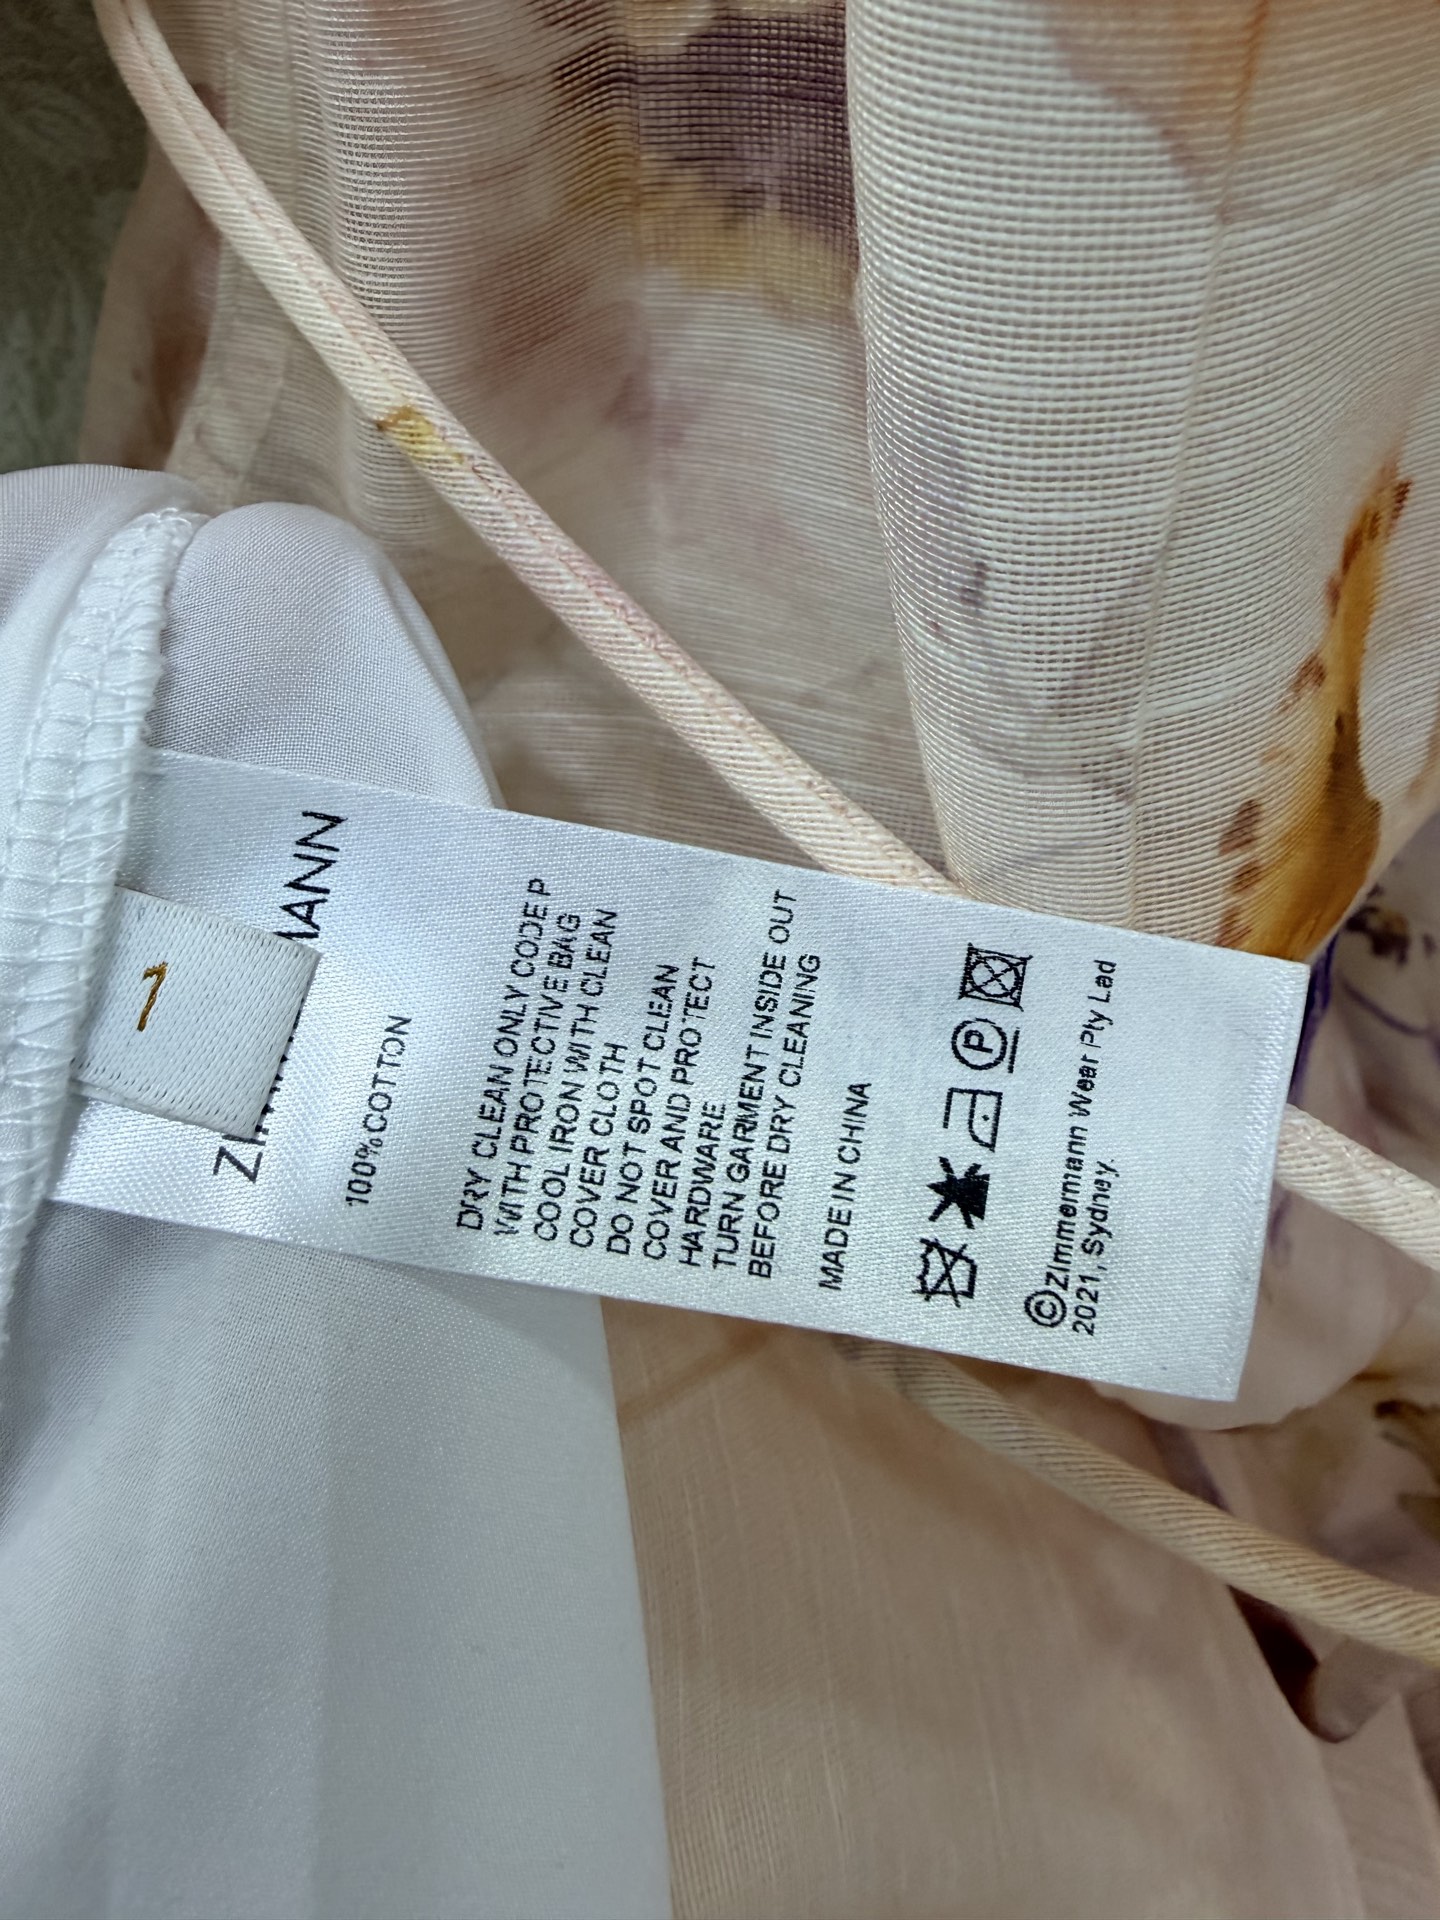 1
100% COTTON
DRY CLEAN ONLY CODE P
WITH PROTECTIVE BAG
COOL IRON WITH CLEAN
COVER CLOTH
DO NOT SPOT CLEAN
COVER AND PROTECT
HARDWARE
TURN GARMENT INSIDE OUT
BEFORE DRY CLEANING
MADE IN CHINA
P
©Zimmermann Wear Pty Lad
2021, Sydney.